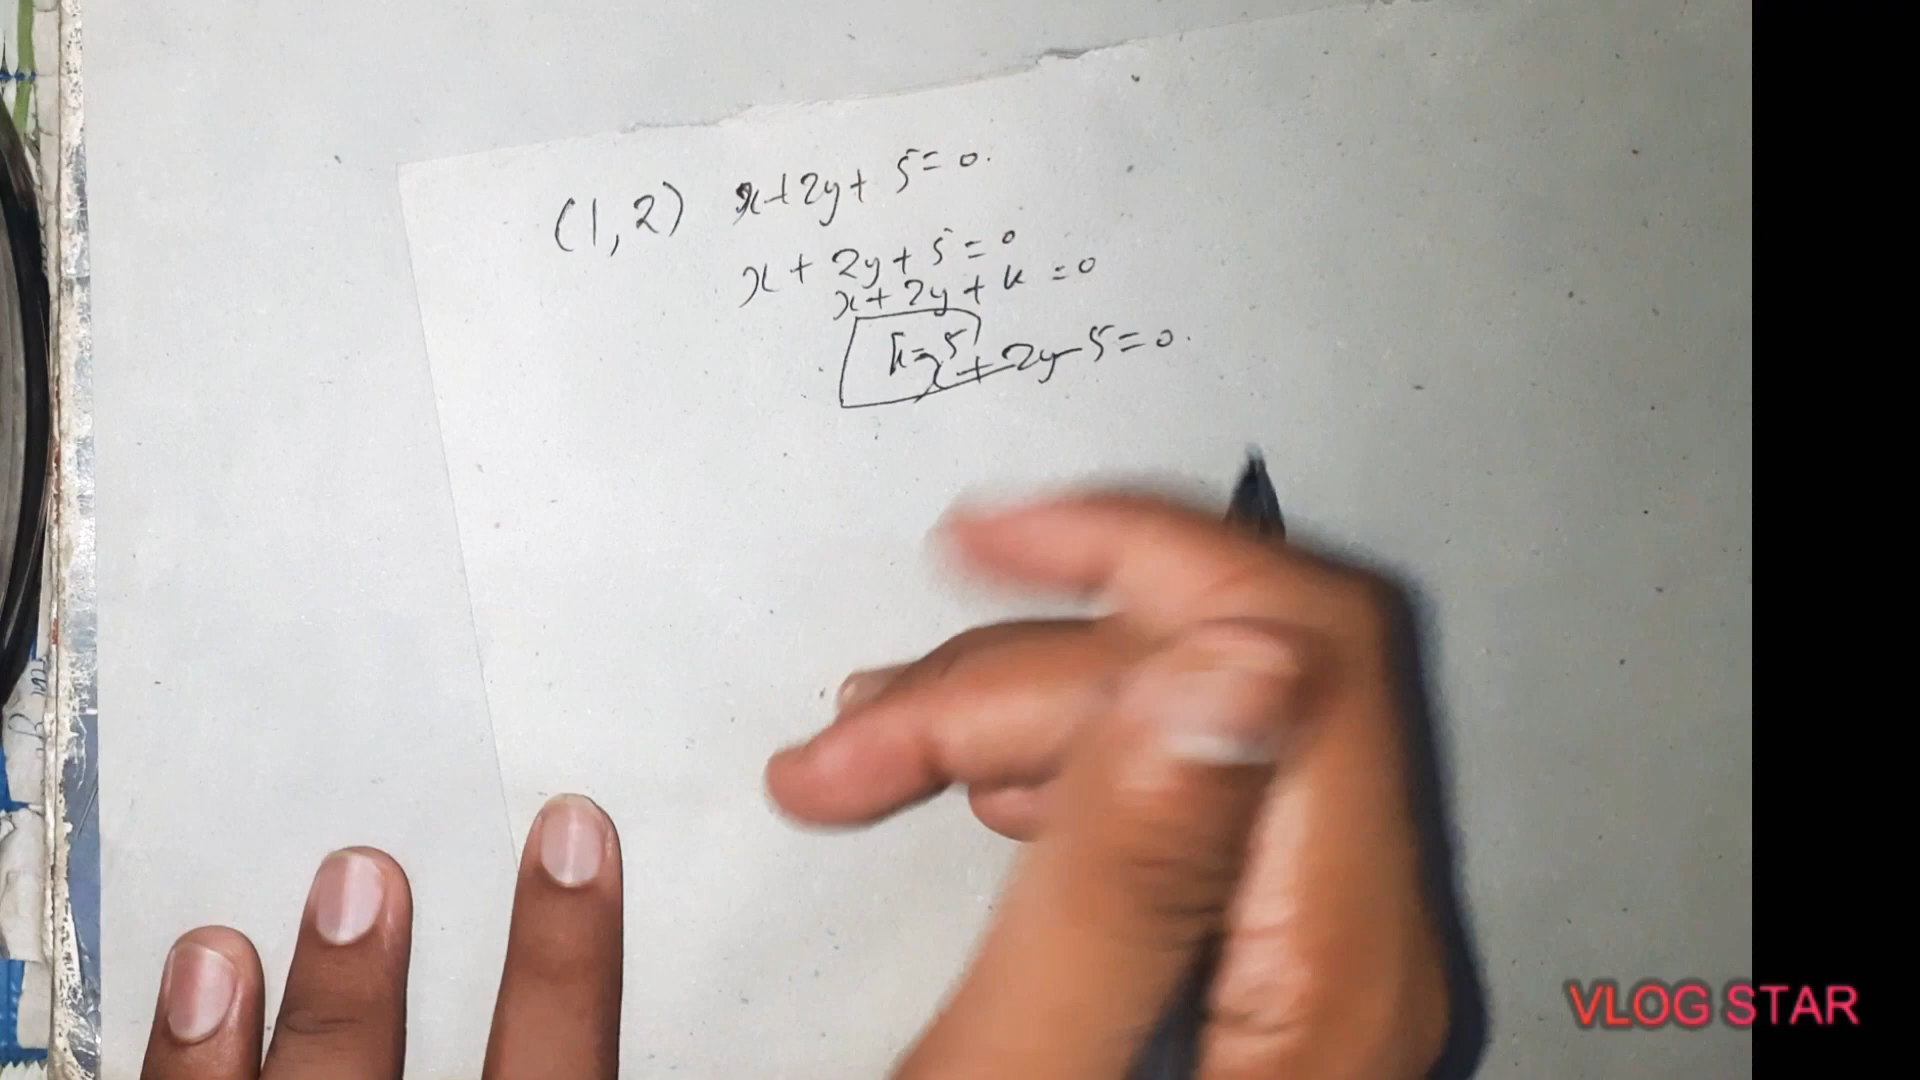 (1,2) x+2y+ 5=0.
x + 2y + 5 = 0
x + 2y + k = 0
k=-5
x + 2y-5=0.
VLOG STAR